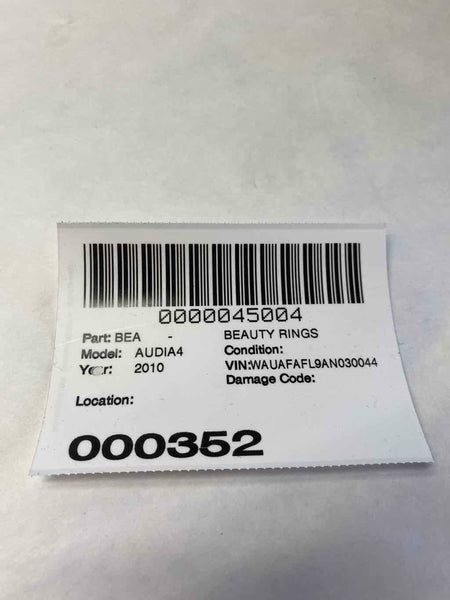 0000045004
Part: BEA - BEAUTY RINGS
Model: AUDIA4 Condition:
Year: 2010 VIN:WAUAFAFL9AN030044
Damage Code:
Location:
000352